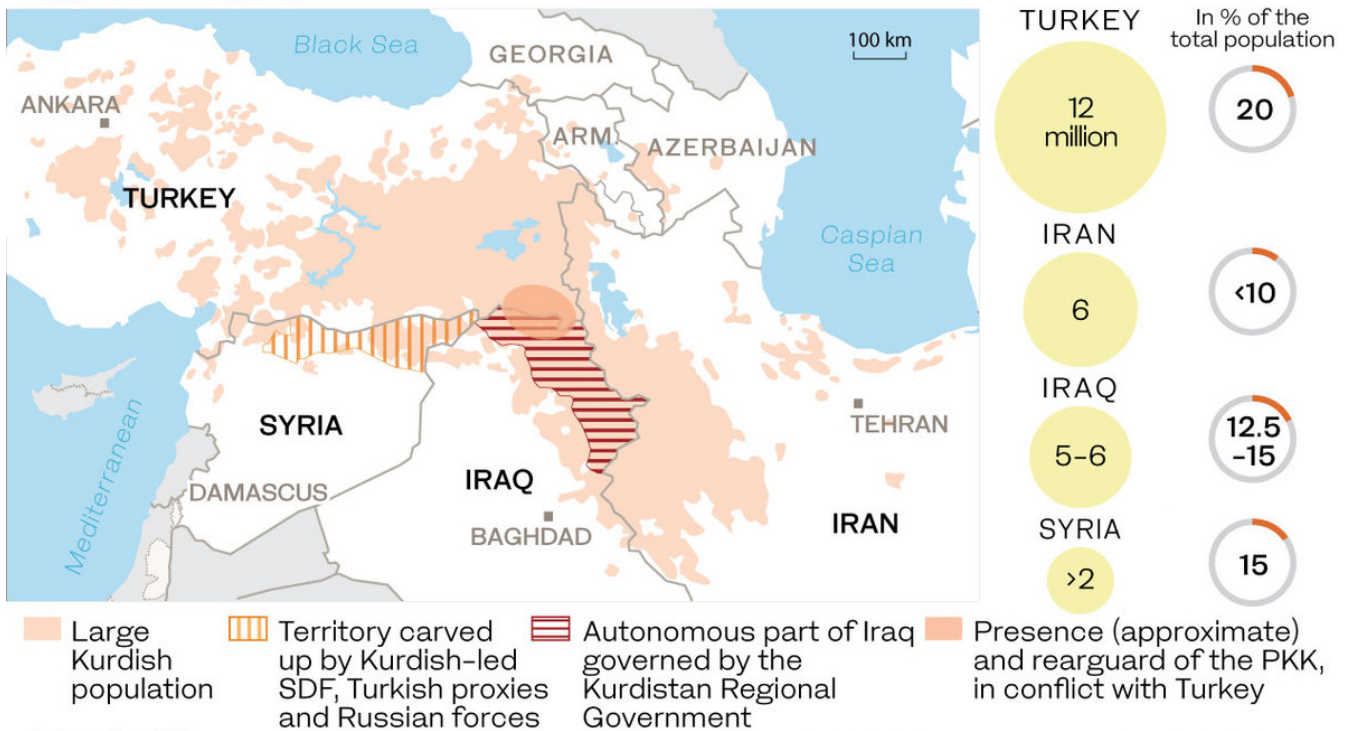 Black Sea
GEORGIA
100 km
ANKARA
ARM.
AZERBAIJAN
TURKEY
Caspian
Sea
SYRIA
TEHRAN
Mediterranean
DAMASCUS
IRAQ
BAGHDAD
IRAN
TURKEY
In % of the
total population
12
million
20
IRAN
6
<10
IRAQ
5–6
12.5
–15
SYRIA
>2
15
Large
Kurdish
population
Territory carved
up by Kurdish-led
SDF, Turkish proxies
and Russian forces
Autonomous part of Iraq
governed by the
Kurdistan Regional
Government
Presence (approximate)
and rearguard of the PKK,
in conflict with Turkey